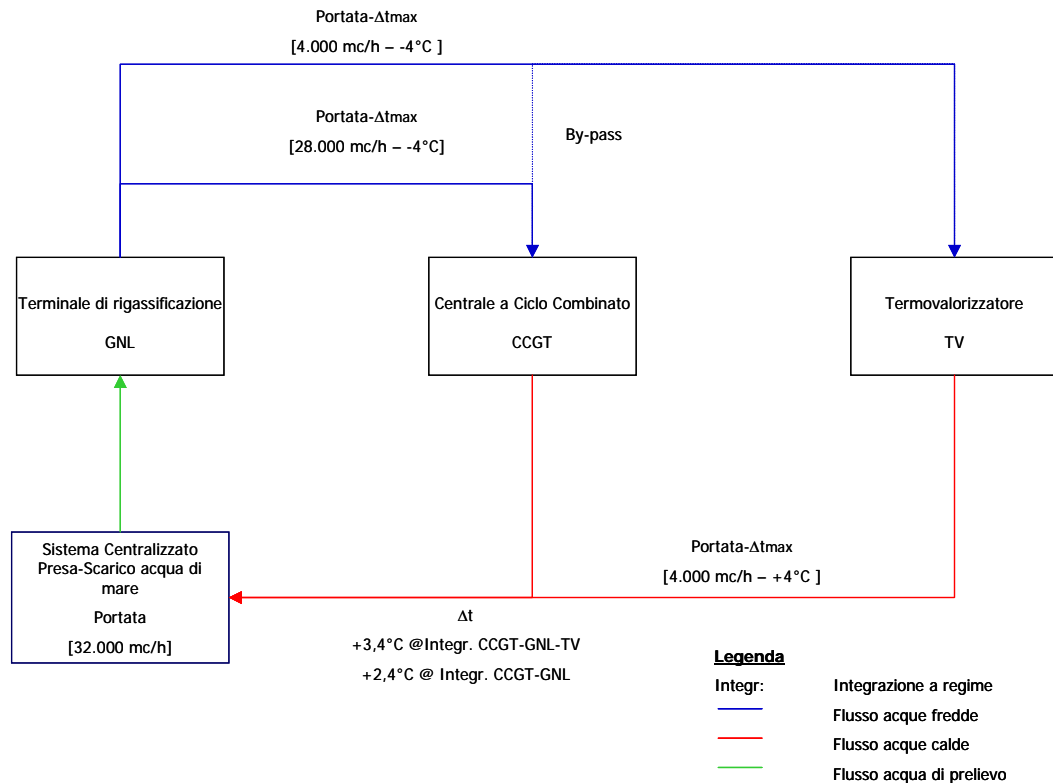 Portata-Δtmax
[4.000 mc/h – -4°C ]
Portata-Δtmax
[28.000 mc/h – -4°C]
By-pass
Terminale di rigassificazione
GNL
Centrale a Ciclo Combinato
CCGT
Termovalorizzatore
TV
Sistema Centralizzato
Presa-Scarico acqua di
mare
Portata
[32.000 mc/h]
Portata-Δtmax
[4.000 mc/h – +4°C ]
Δt
+3,4°C @Integr. CCGT-GNL-TV
+2,4°C @ Integr. CCGT-GNL
Legenda
Integr: Integrazione a regime
Flusso acque fredde
Flusso acque calde
Flusso acqua di prelievo